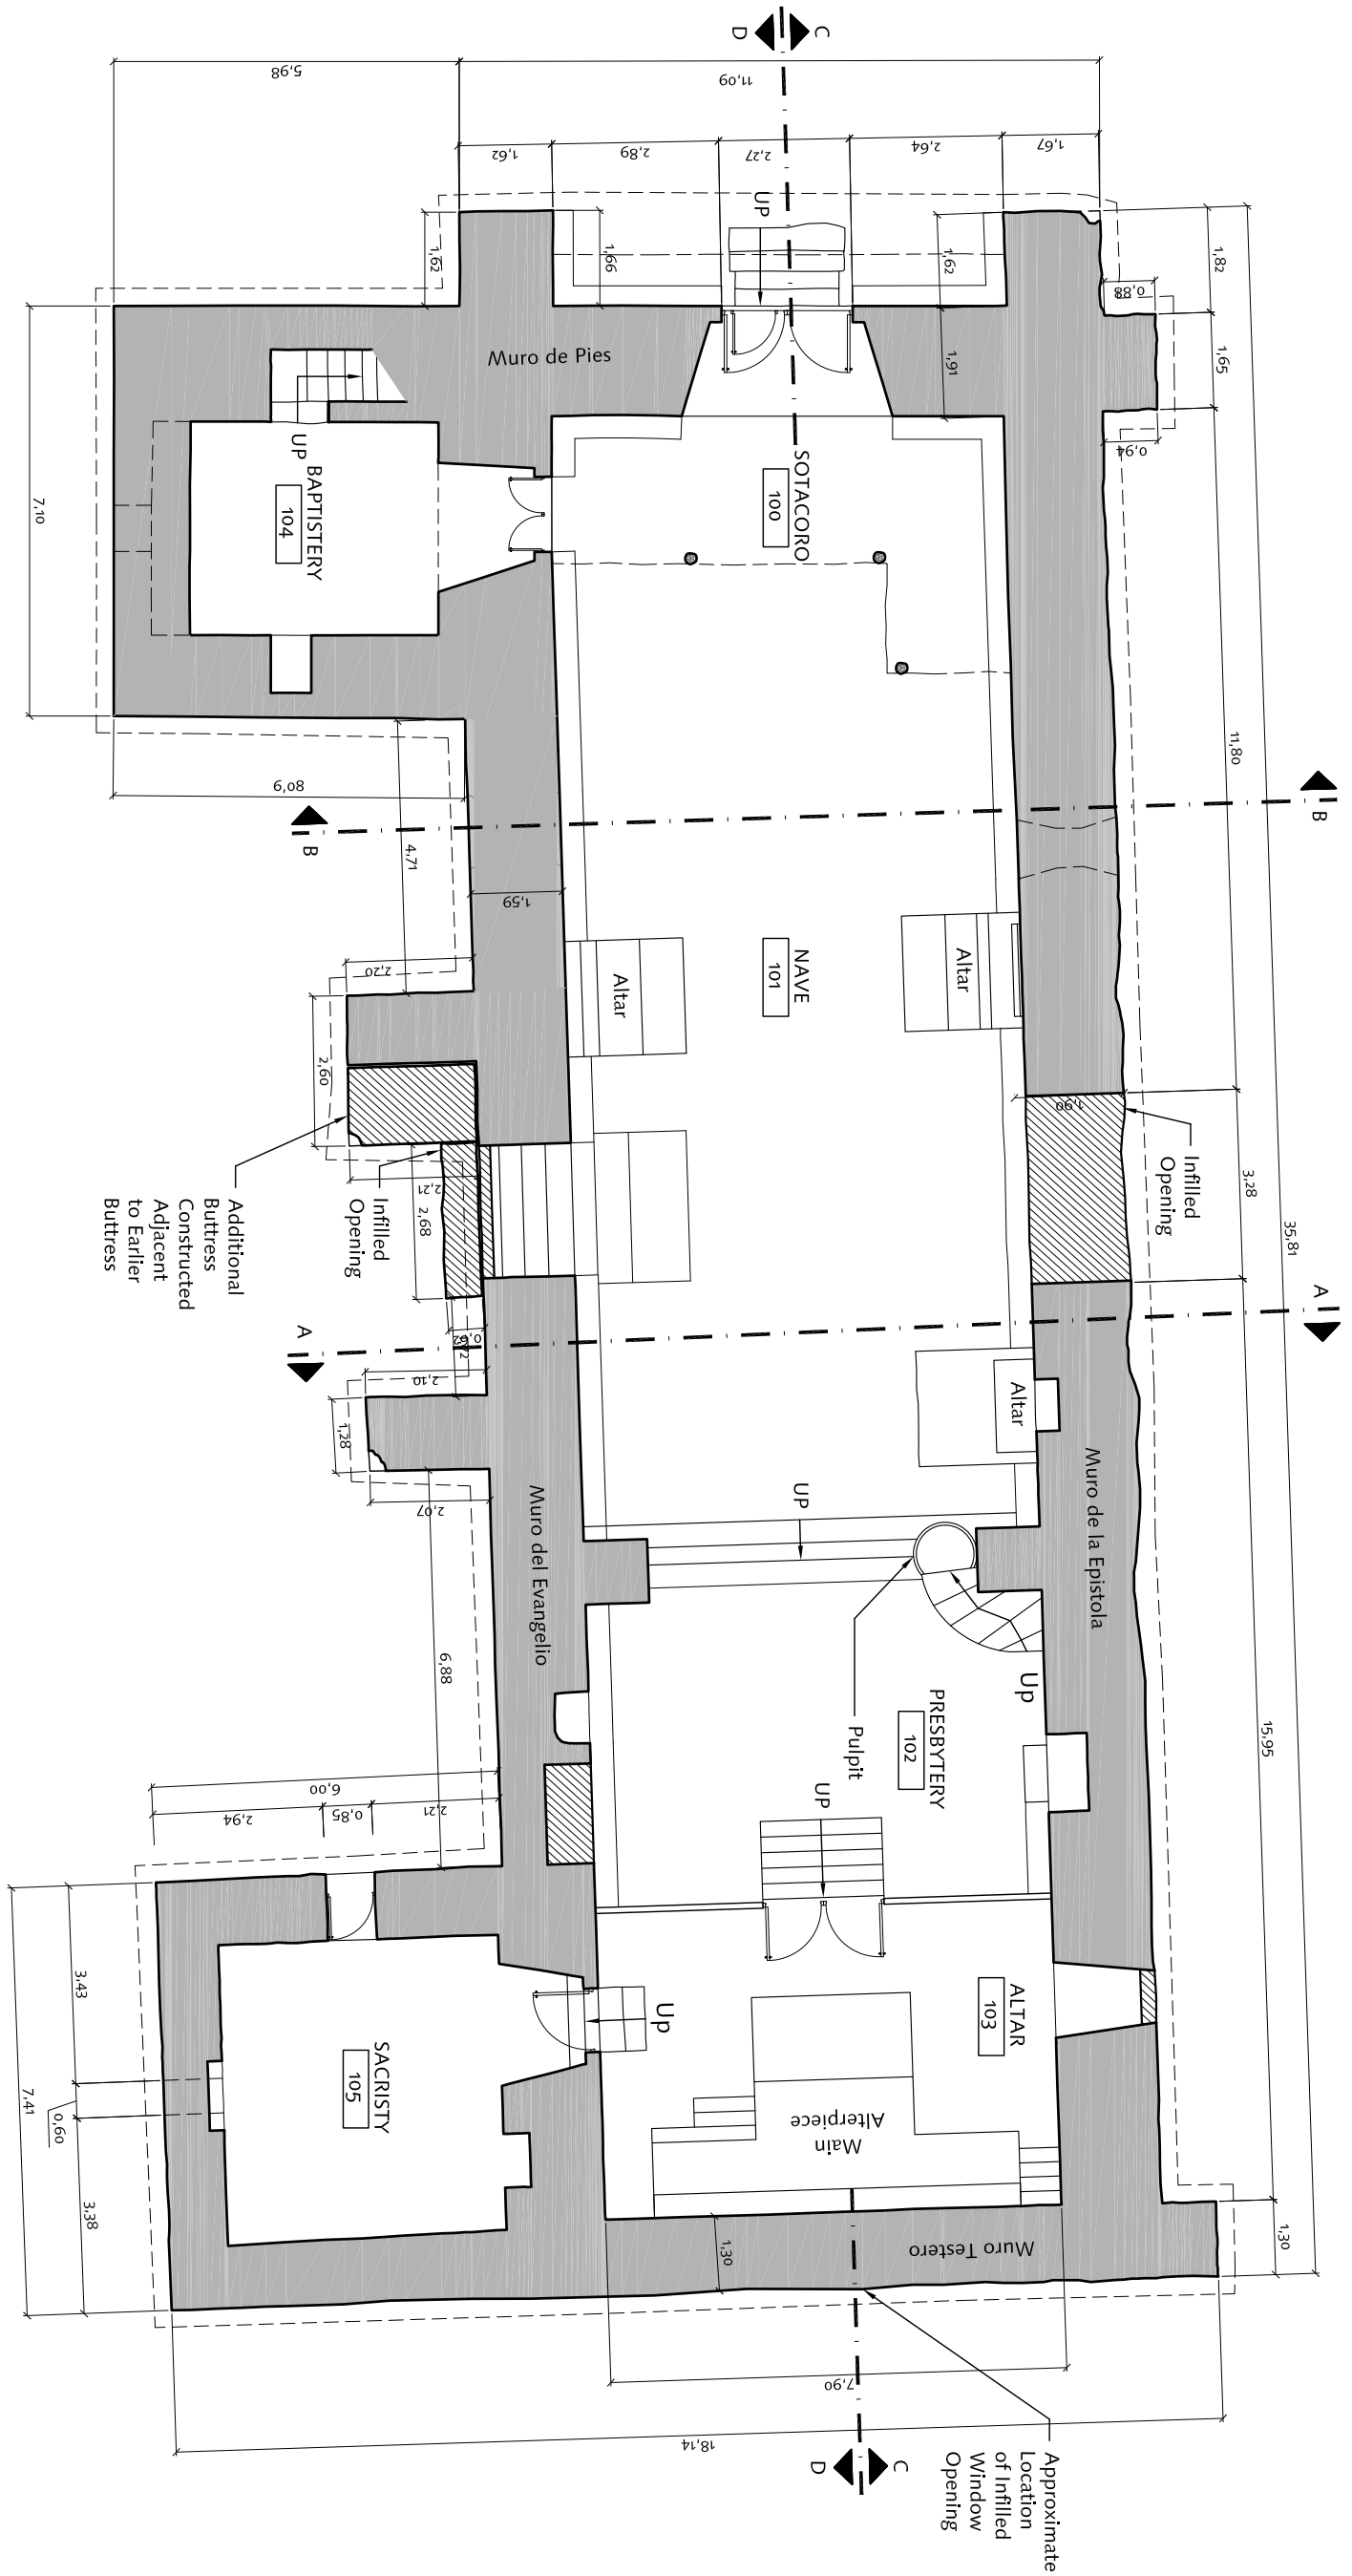 D
C
5,98
11,09
1,62
2,89
2,27
2,64
1,67
UP
1,62
1,66
1,62
1,82
0,88
1,65
1,91
0,94
Muro de Pies
UP
BAPTISTERY
104
SOTACORO
100
7,10
6,08
11,80
35,81
B
B
4,71
1,59
2,20
2,60
Altar
NAVE
101
Altar
1,90
Infilled
Opening
3,28
2,21
2,68
Infilled
Opening
Additional
Buttress
Constructed
Adjacent
to Earlier
Buttress
A
A
0,62
2,10
1,28
2,07
Altar
Muro del Evangelio
Muro de la Epistola
UP
Up
Pulpit
PRESBYTERY
102
UP
6,88
15,95
6,00
2,94
0,85
2,21
ALTAR
103
Up
SACRISTY
105
3,43
7,41
0,60
3,38
Main
Alterpiece
1,30
Muro Testero
1,30
7,90
18,14
D
C
Approximate
Location
of Infilled
Window
Opening